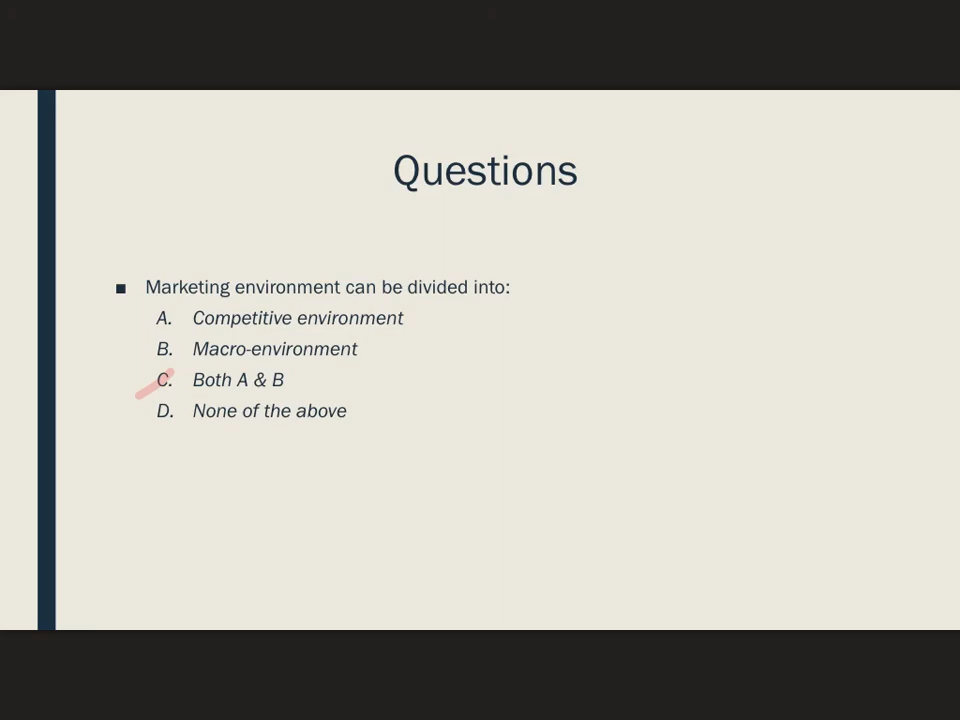 Questions
■ Marketing environment can be divided into:
A. Competitive environment
B. Macro-environment
C. Both A & B
D. None of the above